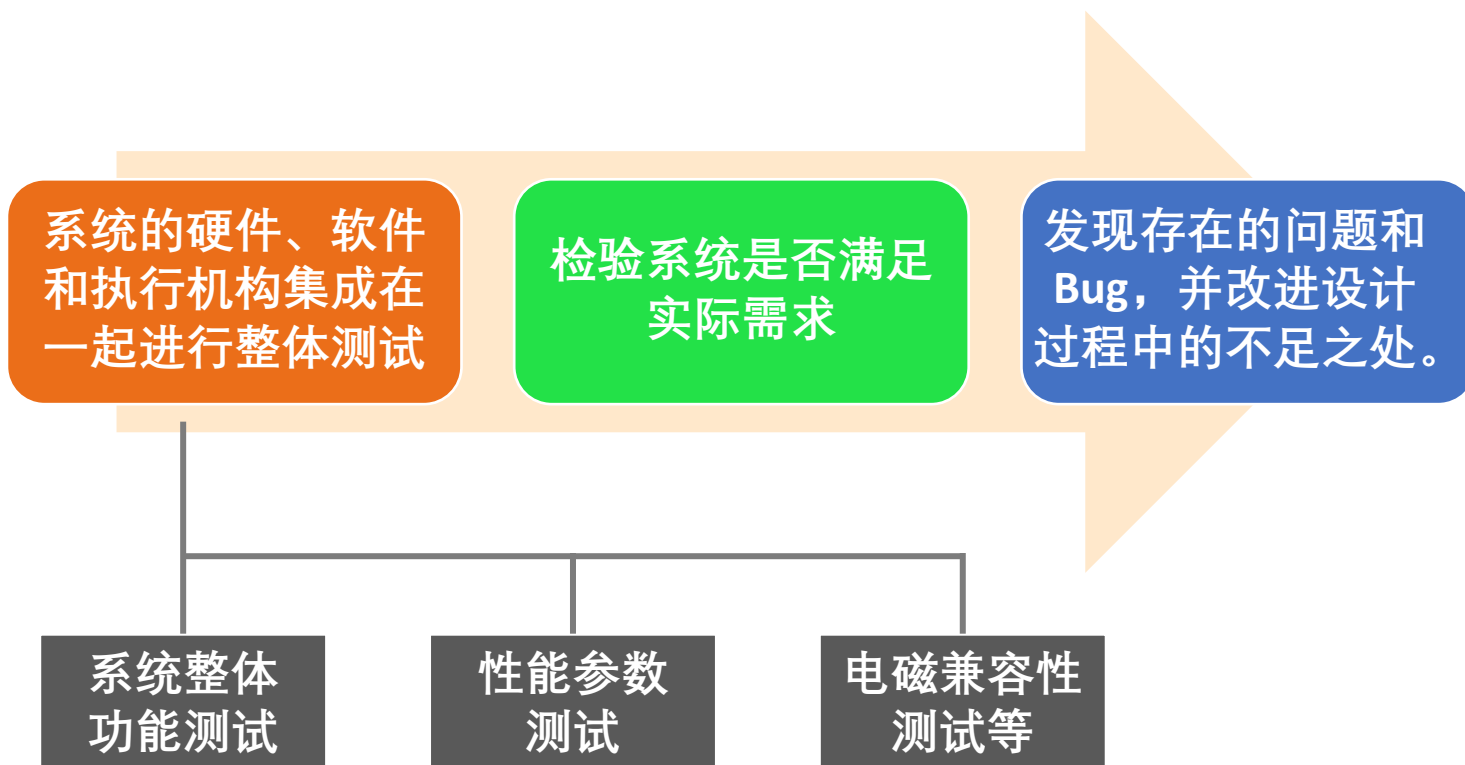 系统的硬件、软件
和执行机构集成在
一起进行整体测试
检验系统是否满足
实际需求
发现存在的问题和
Bug，并改进设计
过程中的不足之处。
系统整体
功能测试
性能参数
测试
电磁兼容性
测试等